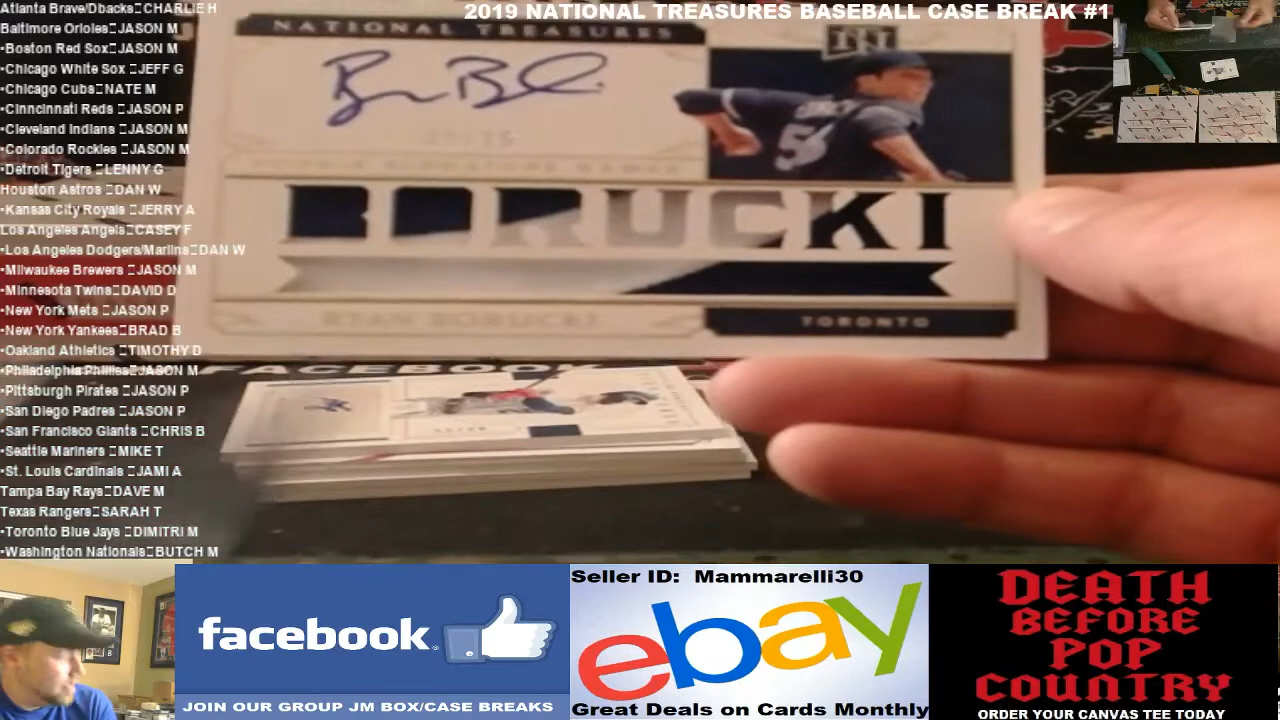 2019 NATIONAL TREASURES BASEBALL CASE BREAK #1
Atlanta Brave/Dbacks CHARLIE H
Baltimore Orioles JASON M
•Boston Red Sox JASON M
•Chicago White Sox JEFF G
•Chicago Cubs NATE M
•Cinncinnati Reds JASON P
•Cleveland Indians JASON M
•Colorado Rockies JASON M
•Detroit Tigers LENNY G
Houston Astros DAN W
•Kansas City Royals JERRY A
Los Angeles Angels CASEY F
•Los Angeles Dodgers/Marlins DAN W
•Milwaukee Brewers JASON M
•Minnesota Twins DAVID D
•New York Mets JASON P
•New York Yankees BRAD B
•Oakland Athletics TIMOTHY D
•Philadelphia Phillies JASON M
•Pittsburgh Pirates JASON P
•San Diego Padres JASON P
•San Francisco Giants CHRIS B
•Seattle Mariners MIKE T
•St. Louis Cardinals JAMI A
Tampa Bay Rays DAVE M
Texas Rangers SARAH T
•Toronto Blue Jays DIMITRI M
•Washington Nationals BUTCH M
NATIONAL TREASURES
NT
BORUCKI
RYAN BORUCKI
TORONTO
FACEBOOK
facebook
JOIN OUR GROUP JM BOX/CASE BREAKS
Seller ID: Mammarelli30
ebay
Great Deals on Cards Monthly
DEATH
BEFORE
POP
COUNTRY
ORDER YOUR CANVAS TEE TODAY